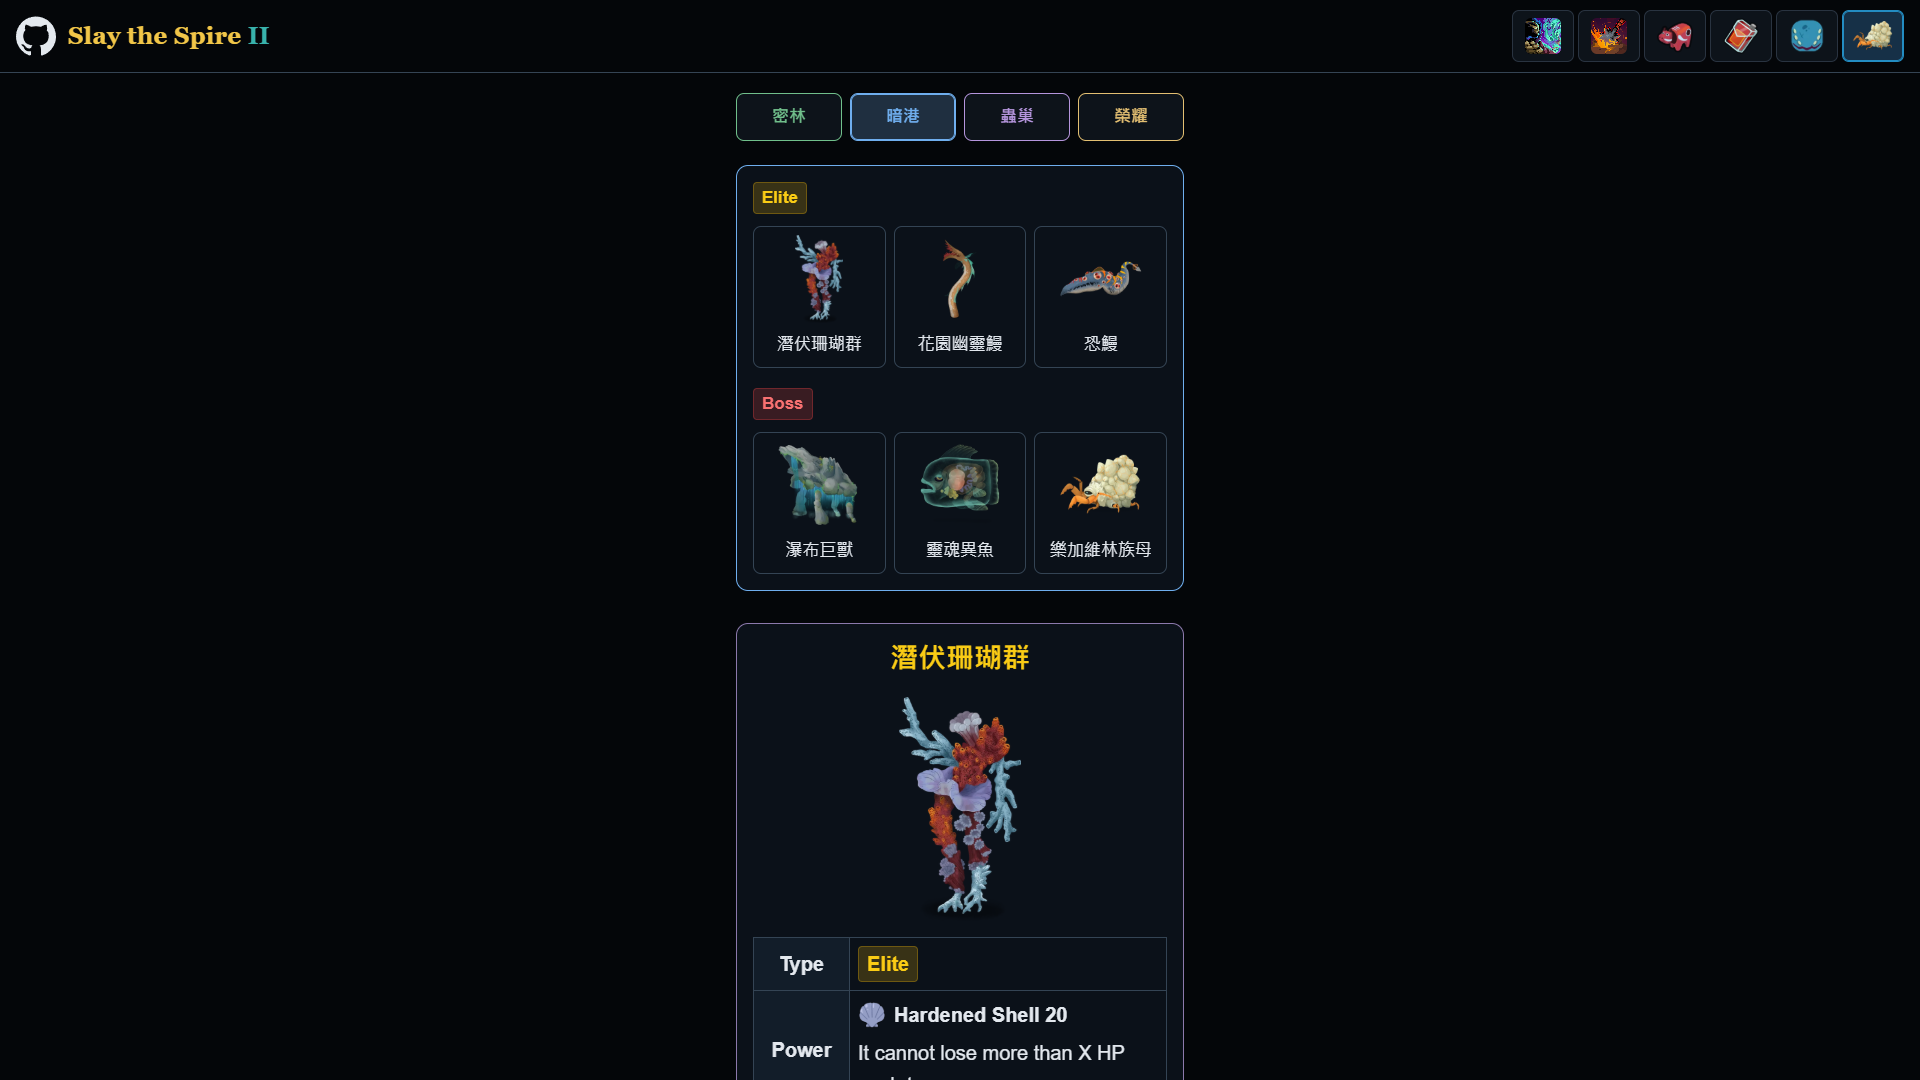 Slay the Spire II
密林
暗港
蟲巢
榮耀
Elite
潛伏珊瑚群
花園幽靈鰻
恐鰻
Boss
瀑布巨獸
靈魂異魚
樂加維林族母
潛伏珊瑚群
Type
Elite
Power
Hardened Shell 20
It cannot lose more than X HP